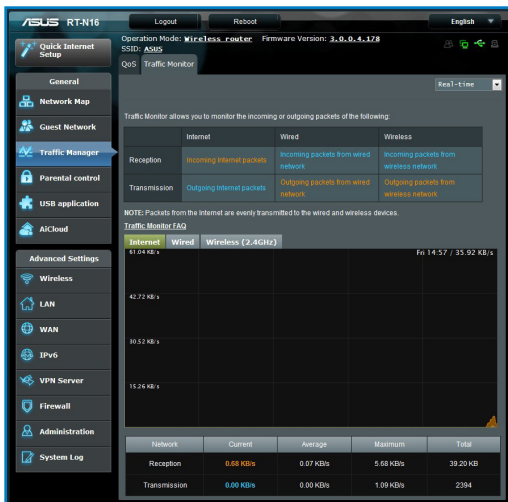 /SUS RT-N16
Logout
Reboot
English
Quick Internet
Setup
Operation Mode: Wireless router Firmware Version: 3.0.0.4.178
SSID: ASUS
QoS Traffic Monitor
General
Network Map
Guest Network
Traffic Manager
Parental control
USB application
AiCloud
Advanced Settings
Wireless
LAN
WAN
IPv6
VPN Server
Firewall
Administration
System Log
Real-time
Traffic Monitor allows you to monitor the incoming or outgoing packets of the following:
Internet Wired Wireless
Reception Incoming Internet packets Incoming packets from wired network Incoming packets from wireless network
Transmission Outgoing Internet packets Outgoing packets from wired network Outgoing packets from wireless network
NOTE: Packets from the Internet are evenly transmitted to the wired and wireless devices.
Traffic Monitor FAQ
Internet Wired Wireless (2.4GHz)
61.04 KB/s
Fri 14:57 / 35.92 KB/s
42.72 KB/s
30.52 KB/s
15.26 KB/s
Network Current Average Maximum Total
Reception 0.68 KB/s 0.07 KB/s 5.68 KB/s 39.20 KB
Transmission 0.00 KB/s 0.00 KB/s 1.09 KB/s 2394